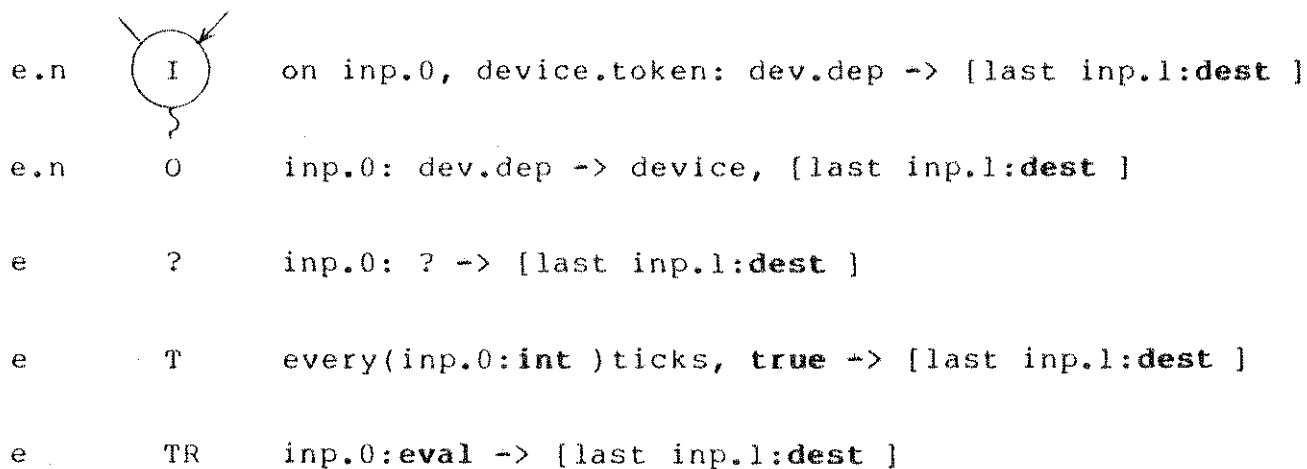 e.n I on inp.0, device.token: dev.dep -> [last inp.1:dest ]
e.n O inp.0: dev.dep -> device, [last inp.1:dest ]
e ? inp.0: ? -> [last inp.1:dest ]
e T every(inp.0:int )ticks, true -> [last inp.1:dest ]
e TR inp.0:eval -> [last inp.1:dest ]